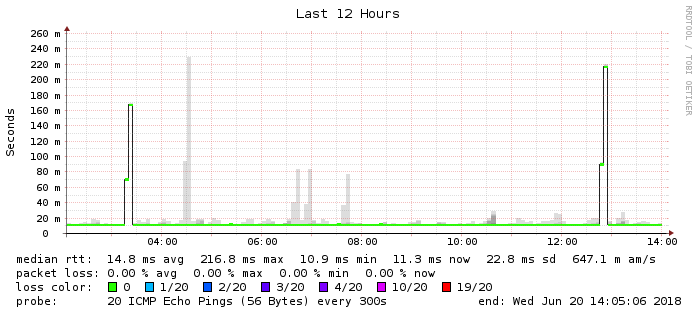 Last 12 Hours
RRDTOOL / TOBI OETIKER
Seconds
260 m
240 m
220 m
200 m
180 m
160 m
140 m
120 m
100 m
80 m
60 m
40 m
20 m
0
04:00 06:00 08:00 10:00 12:00 14:00
median rtt: 14.8 ms avg 216.8 ms max 10.9 ms min 11.3 ms now 22.8 ms sd 647.1 m am/s
packet loss: 0.00 % avg 0.00 % max 0.00 % min 0.00 % now
loss color: 0 1/20 2/20 3/20 4/20 10/20 19/20
probe: 20 ICMP Echo Pings (56 Bytes) every 300s end: Wed Jun 20 14:05:06 2018